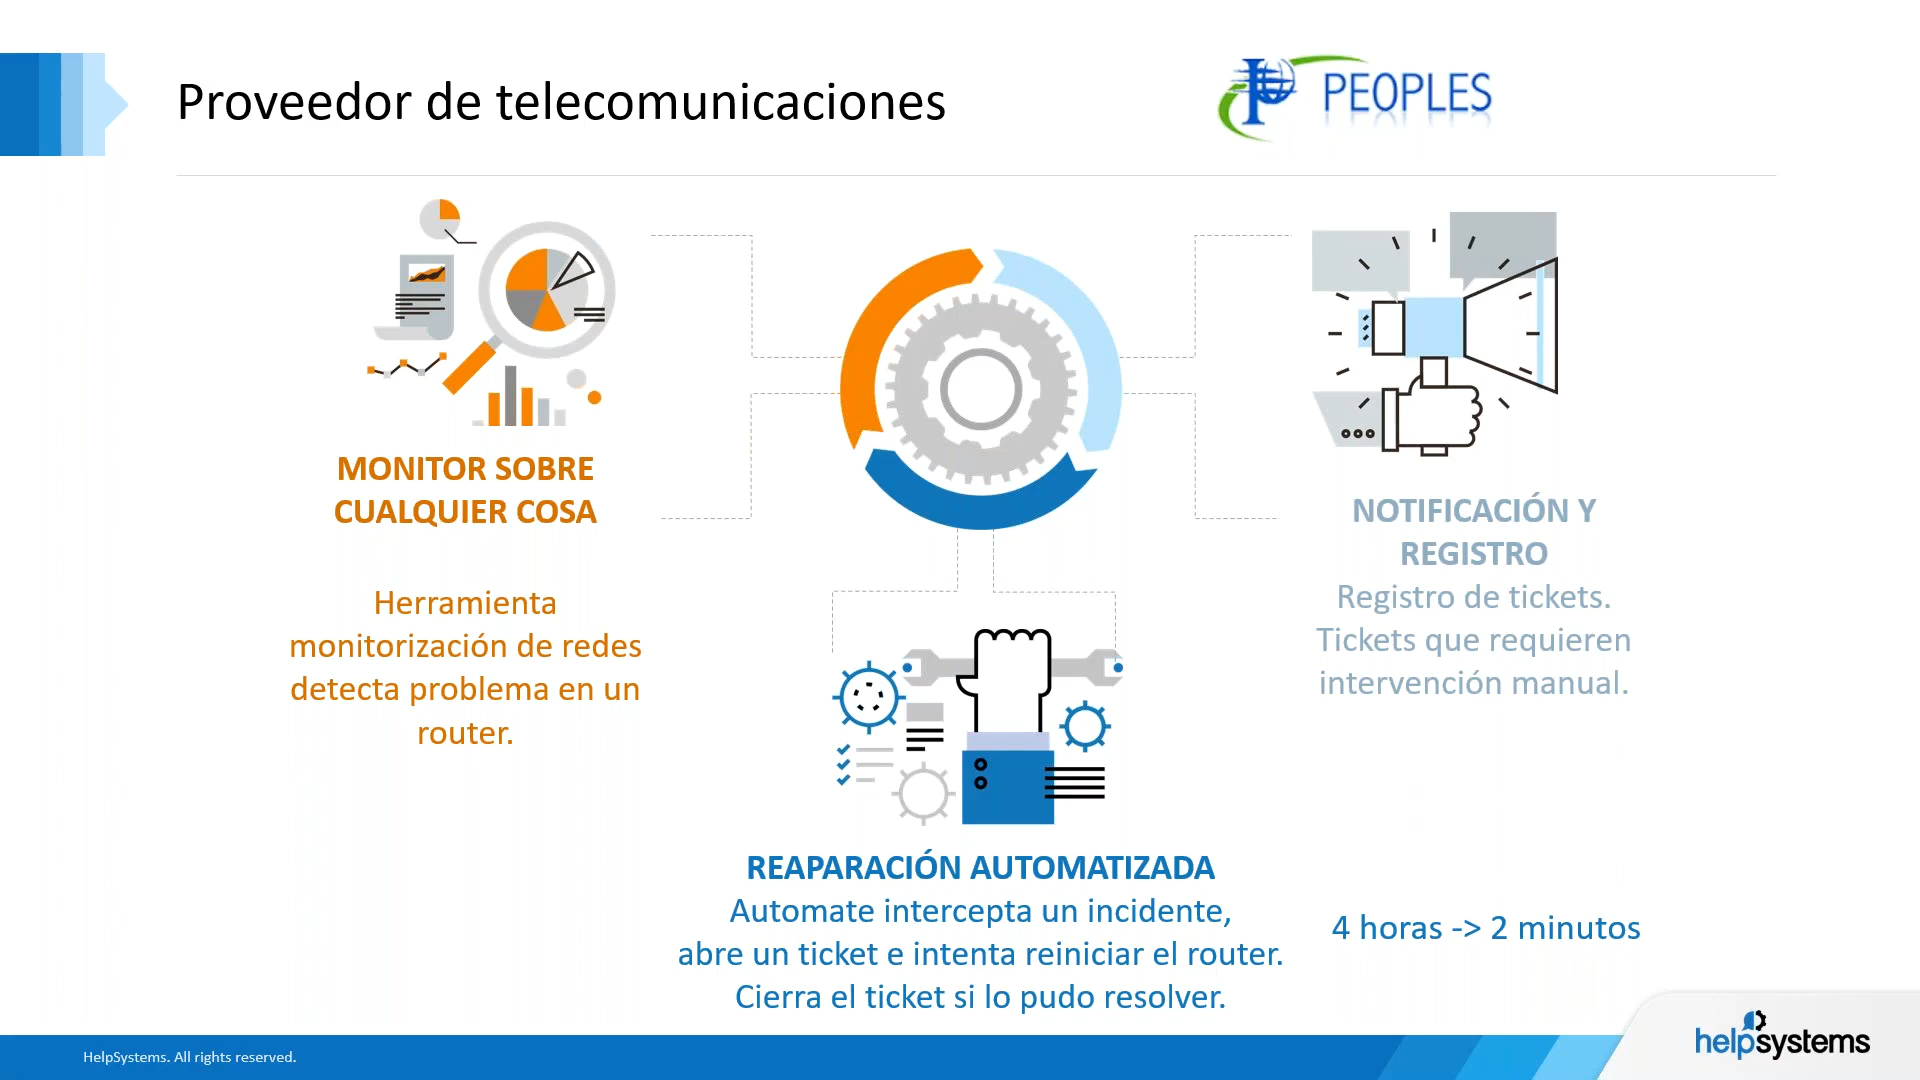 Proveedor de telecomunicaciones
PEOPLES
MONITOR SOBRE
CUALQUIER COSA
Herramienta
monitorización de redes
detecta problema en un
router.
NOTIFICACIÓN Y
REGISTRO
Registro de tickets.
Tickets que requieren
intervención manual.
REAPARACIÓN AUTOMATIZADA
Automate intercepta un incidente,
abre un ticket e intenta reiniciar el router.
Cierra el ticket si lo pudo resolver.
4 horas -> 2 minutos
HelpSystems. All rights reserved.
helpsystems